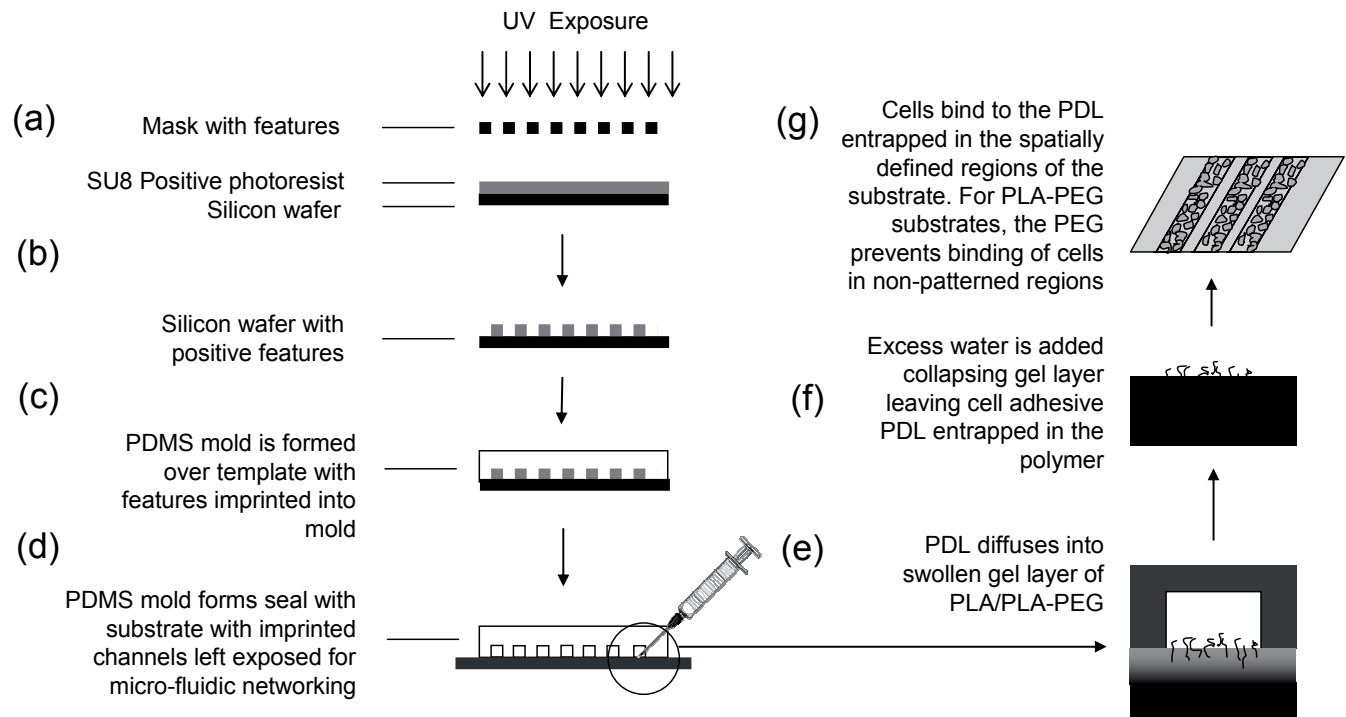 UV Exposure
(a)
Mask with features
SU8 Positive photoresist
Silicon wafer
(b)
Silicon wafer with
positive features
(c)
PDMS mold is formed
over template with
features imprinted into
mold
(d)
PDMS mold forms seal with
substrate with imprinted
channels left exposed for
micro-fluidic networking
(e)
PDL diffuses into
swollen gel layer of
PLA/PLA-PEG
(f)
Excess water is added
collapsing gel layer
leaving cell adhesive
PDL entrapped in the
polymer
(g)
Cells bind to the PDL
entrapped in the spatially
defined regions of the
substrate. For PLA-PEG
substrates, the PEG
prevents binding of cells
in non-patterned regions